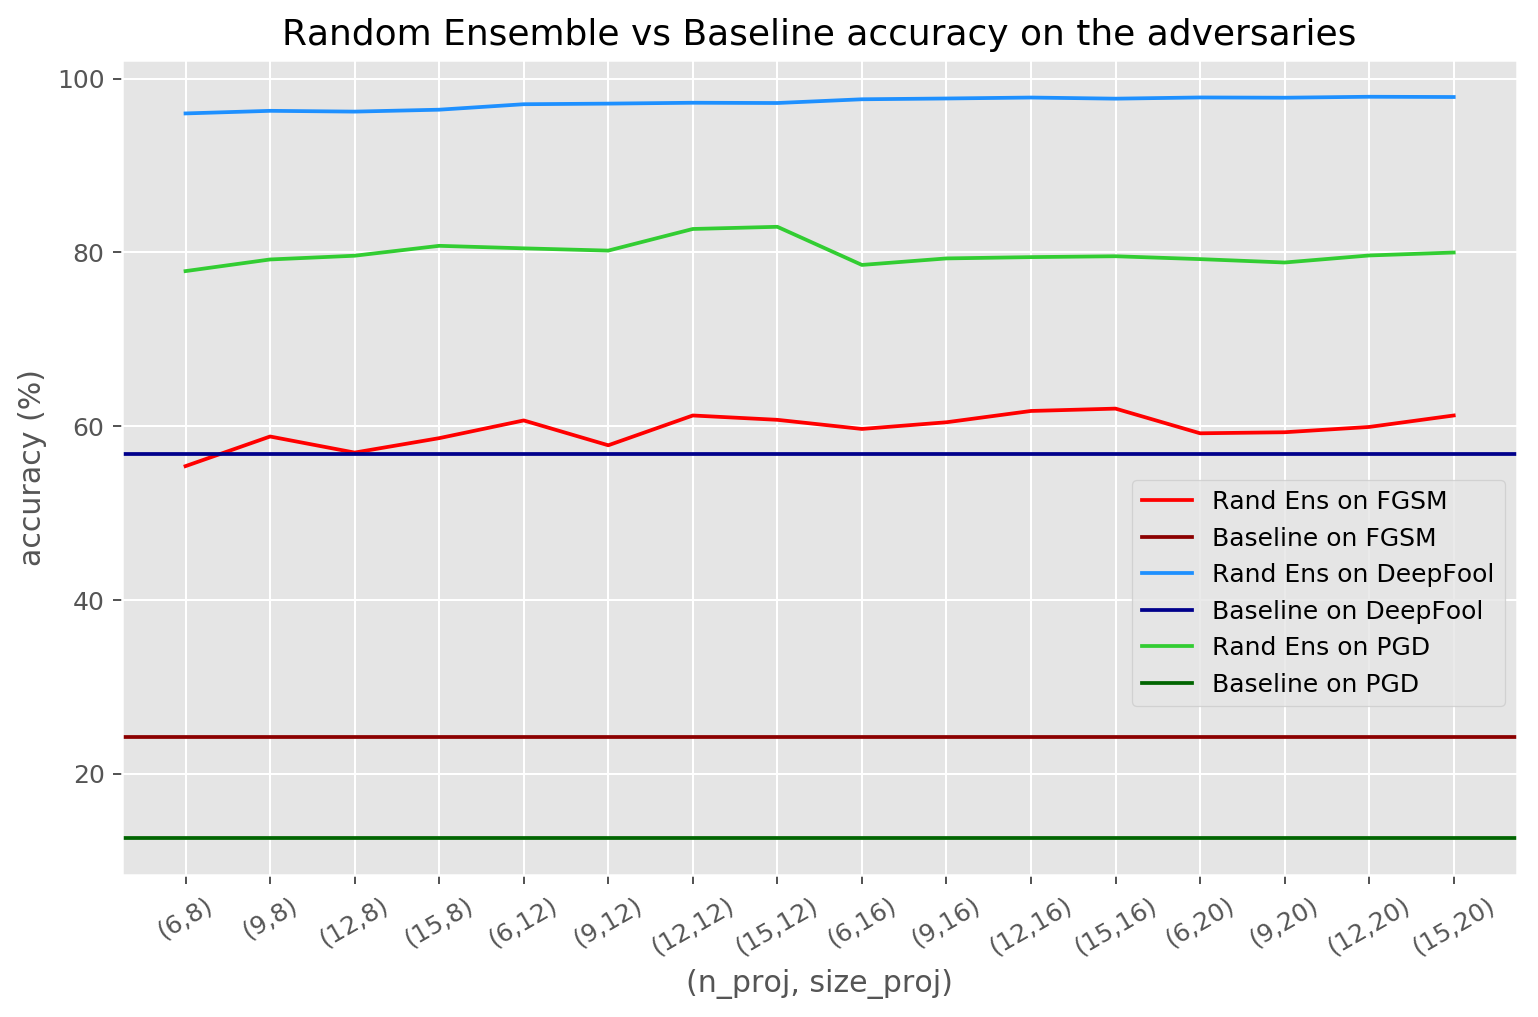 Random Ensemble vs Baseline accuracy on the adversaries
100
80
60
40
20
accuracy (%)
Rand Ens on FGSM
Baseline on FGSM
Rand Ens on DeepFool
Baseline on DeepFool
Rand Ens on PGD
Baseline on PGD
(6,8) (9,8) (12,8) (15,8) (6,12) (9,12) (12,12) (15,12) (6,16) (9,16) (12,16) (15,16) (6,20) (9,20) (12,20) (15,20)
(n_proj, size_proj)